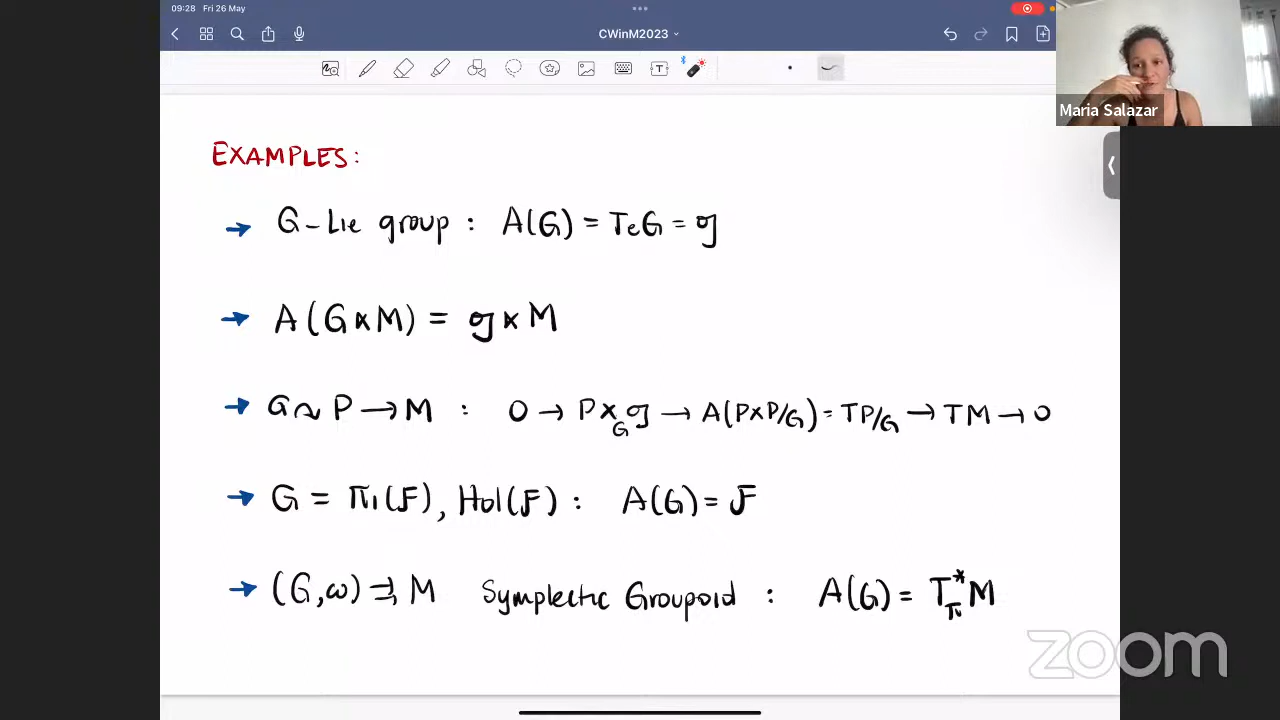 09:28 Fri 26 May
CWinM2023
Maria Salazar
EXAMPLES:
→ G - Lie group : A(G) = TeG = 𝔤
→ A(G⋉M) = 𝔤⋉M
→ G↷P → M : 0 → P×_G 𝔤 → A(P×P/G) = TP/G → TM → 0
→ G = Π1(F), Hol(F) : A(G) = F
→ (G,ω) ⇉ M Symplectic Groupoid : A(G) = T*_π M
zoom